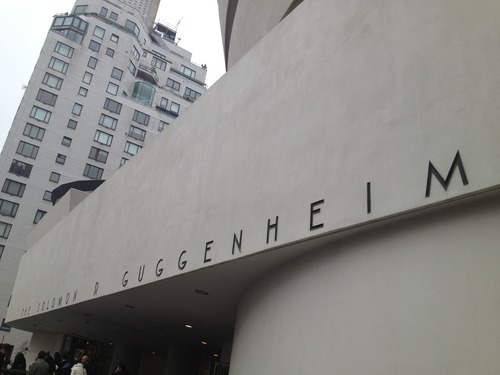 THE SOLOMON R GUGGENHEIM M